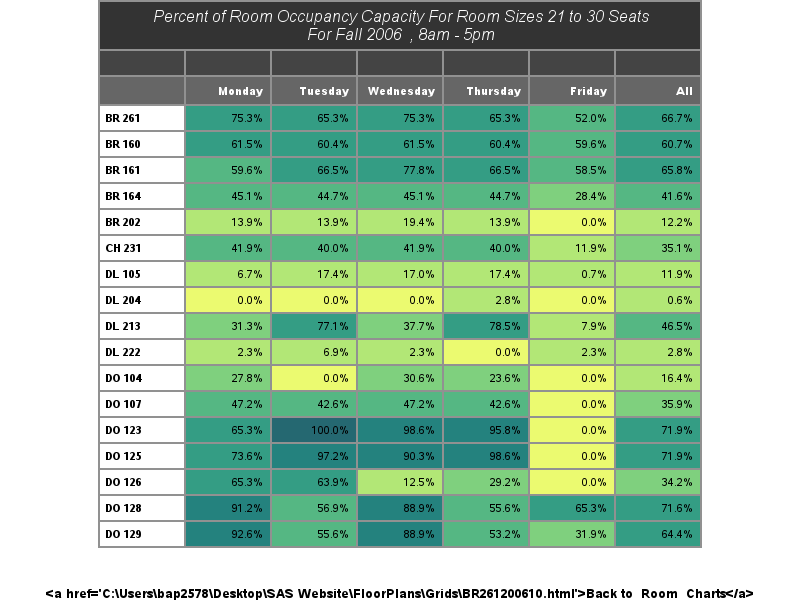 Percent of Room Occupancy Capacity For Room Sizes 21 to 30 Seats
For Fall 2006 , 8am - 5pm
Monday Tuesday Wednesday Thursday Friday All
BR 261 75.3% 65.3% 75.3% 65.3% 52.0% 66.7%
BR 160 61.5% 60.4% 61.5% 60.4% 59.6% 60.7%
BR 161 59.6% 66.5% 77.8% 66.5% 58.5% 65.8%
BR 164 45.1% 44.7% 45.1% 44.7% 28.4% 41.6%
BR 202 13.9% 13.9% 19.4% 13.9% 0.0% 12.2%
CH 231 41.9% 40.0% 41.9% 40.0% 11.9% 35.1%
DL 105 6.7% 17.4% 17.0% 17.4% 0.7% 11.9%
DL 204 0.0% 0.0% 0.0% 2.8% 0.0% 0.6%
DL 213 31.3% 77.1% 37.7% 78.5% 7.9% 46.5%
DL 222 2.3% 6.9% 2.3% 0.0% 2.3% 2.8%
DO 104 27.8% 0.0% 30.6% 23.6% 0.0% 16.4%
DO 107 47.2% 42.6% 47.2% 42.6% 0.0% 35.9%
DO 123 65.3% 100.0% 98.6% 95.8% 0.0% 71.9%
DO 125 73.6% 97.2% 90.3% 98.6% 0.0% 71.9%
DO 126 65.3% 63.9% 12.5% 29.2% 0.0% 34.2%
DO 128 91.2% 56.9% 88.9% 55.6% 65.3% 71.6%
DO 129 92.6% 55.6% 88.9% 53.2% 31.9% 64.4%
<a href='C:\Users\bap2578\Desktop\SAS Website\FloorPlans\Grids\BR261200610.html'>Back to Room Charts</a>